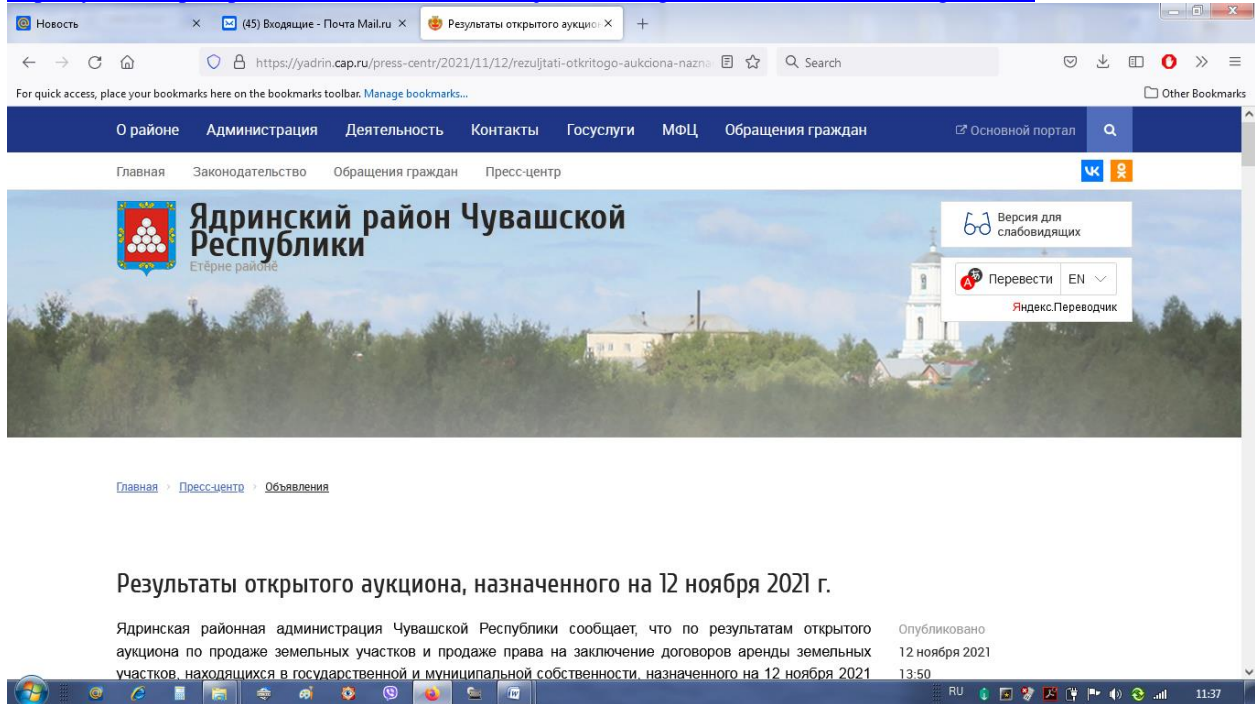 Новость
(45) Входящие - Почта Mail.ru
Результаты открытого аукцио
https://yadrin.cap.ru/press-centr/2021/11/12/rezuljtati-otkritogo-aukciona-nazna
Search
For quick access, place your bookmarks here on the bookmarks toolbar. Manage bookmarks...
Other Bookmarks
О районе Администрация Деятельность Контакты Госуслуги МФЦ Обращения граждан Основной портал
Главная Законодательство Обращения граждан Пресс-центр
Ядринский район Чувашской
Республики
Етĕрне районĕ
Версия для
слабовидящих
Перевести EN
Яндекс.Переводчик
Главная > Пресс-центр > Объявления
Результаты открытого аукциона, назначенного на 12 ноября 2021 г.
Ядринская районная администрация Чувашской Республики сообщает, что по результатам открытого
аукциона по продаже земельных участков и продаже права на заключение договоров аренды земельных
участков, находящихся в государственной и муниципальной собственности, назначенного на 12 ноября 2021
Опубликовано
12 ноября 2021
13:50
RU
11:37